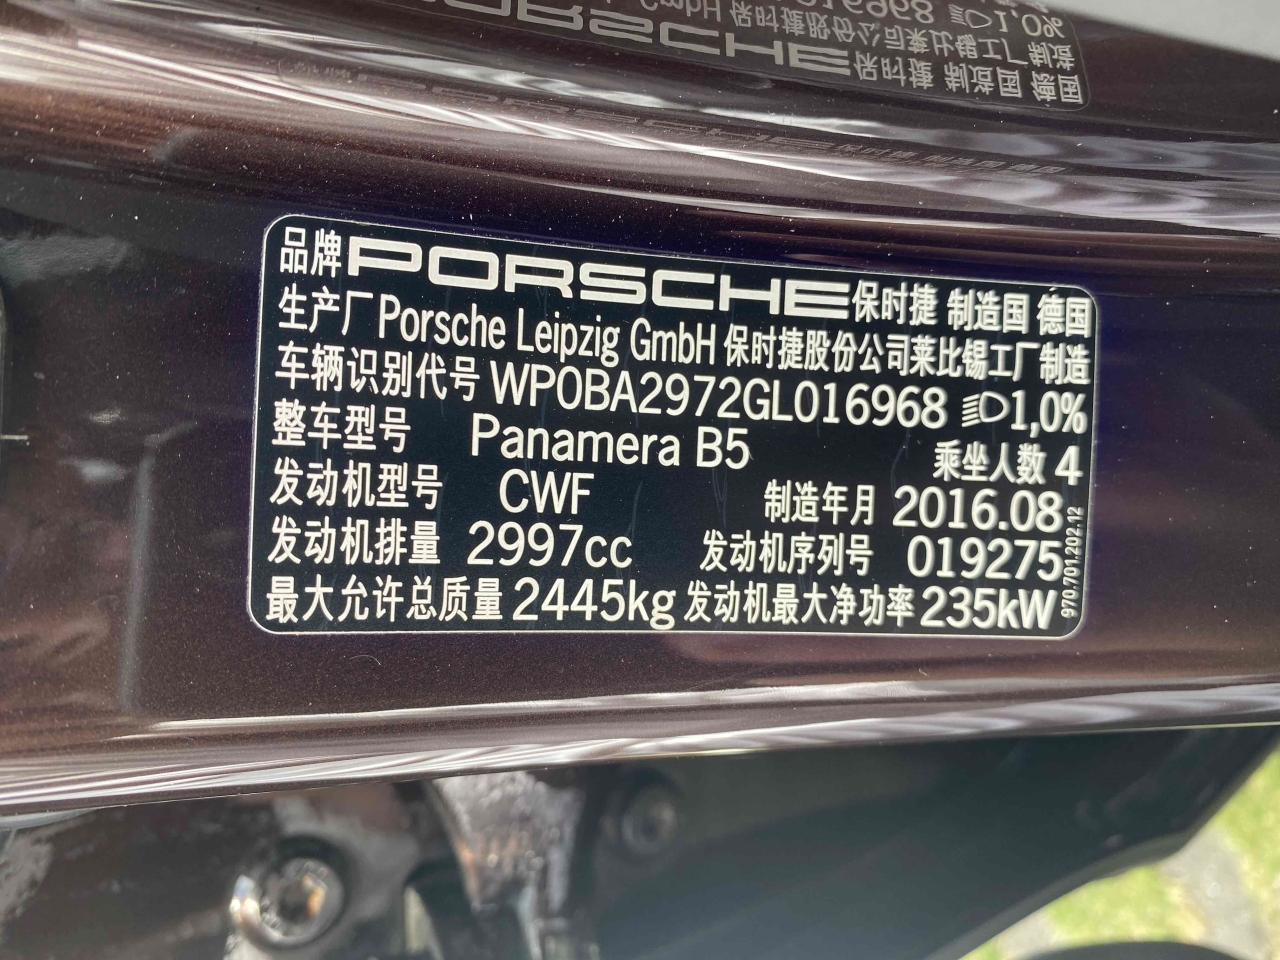 品牌 PORSCHE 保时捷 制造国 德国
生产厂 Porsche Leipzig GmbH 保时捷股份公司莱比锡工厂制造
车辆识别代号 WP0BA2972GL016968 1,0%
整车型号 Panamera B5 乘坐人数 4
发动机型号 CWF 制造年月 2016.08
发动机排量 2997cc 发动机序列号 019275
最大允许总质量 2445kg 发动机最大净功率 235kW
970.701.202.12